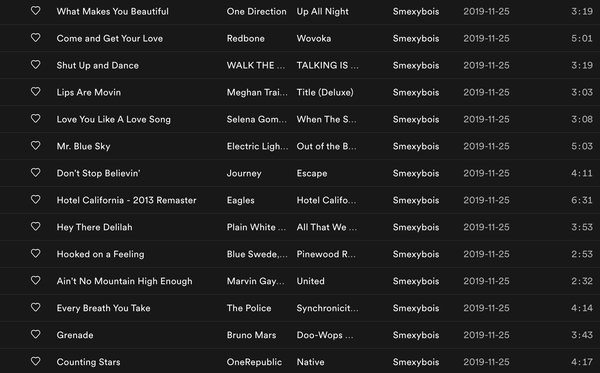 What Makes You Beautiful One Direction Up All Night Smexybois 2019-11-25 3:19
Come and Get Your Love Redbone Wovoka Smexybois 2019-11-25 5:01
Shut Up and Dance WALK THE ... TALKING IS ... Smexybois 2019-11-25 3:19
Lips Are Movin Meghan Trai... Title (Deluxe) Smexybois 2019-11-25 3:03
Love You Like A Love Song Selena Gom... When The S... Smexybois 2019-11-25 3:08
Mr. Blue Sky Electric Ligh... Out of the B... Smexybois 2019-11-25 5:03
Don't Stop Believin' Journey Escape Smexybois 2019-11-25 4:11
Hotel California - 2013 Remaster Eagles Hotel Califo... Smexybois 2019-11-25 6:31
Hey There Delilah Plain White ... All That We ... Smexybois 2019-11-25 3:53
Hooked on a Feeling Blue Swede,... Pinewood R... Smexybois 2019-11-25 2:53
Ain't No Mountain High Enough Marvin Gay... United Smexybois 2019-11-25 2:32
Every Breath You Take The Police Synchronicit... Smexybois 2019-11-25 4:14
Grenade Bruno Mars Doo-Wops ... Smexybois 2019-11-25 3:43
Counting Stars OneRepublic Native Smexybois 2019-11-25 4:17